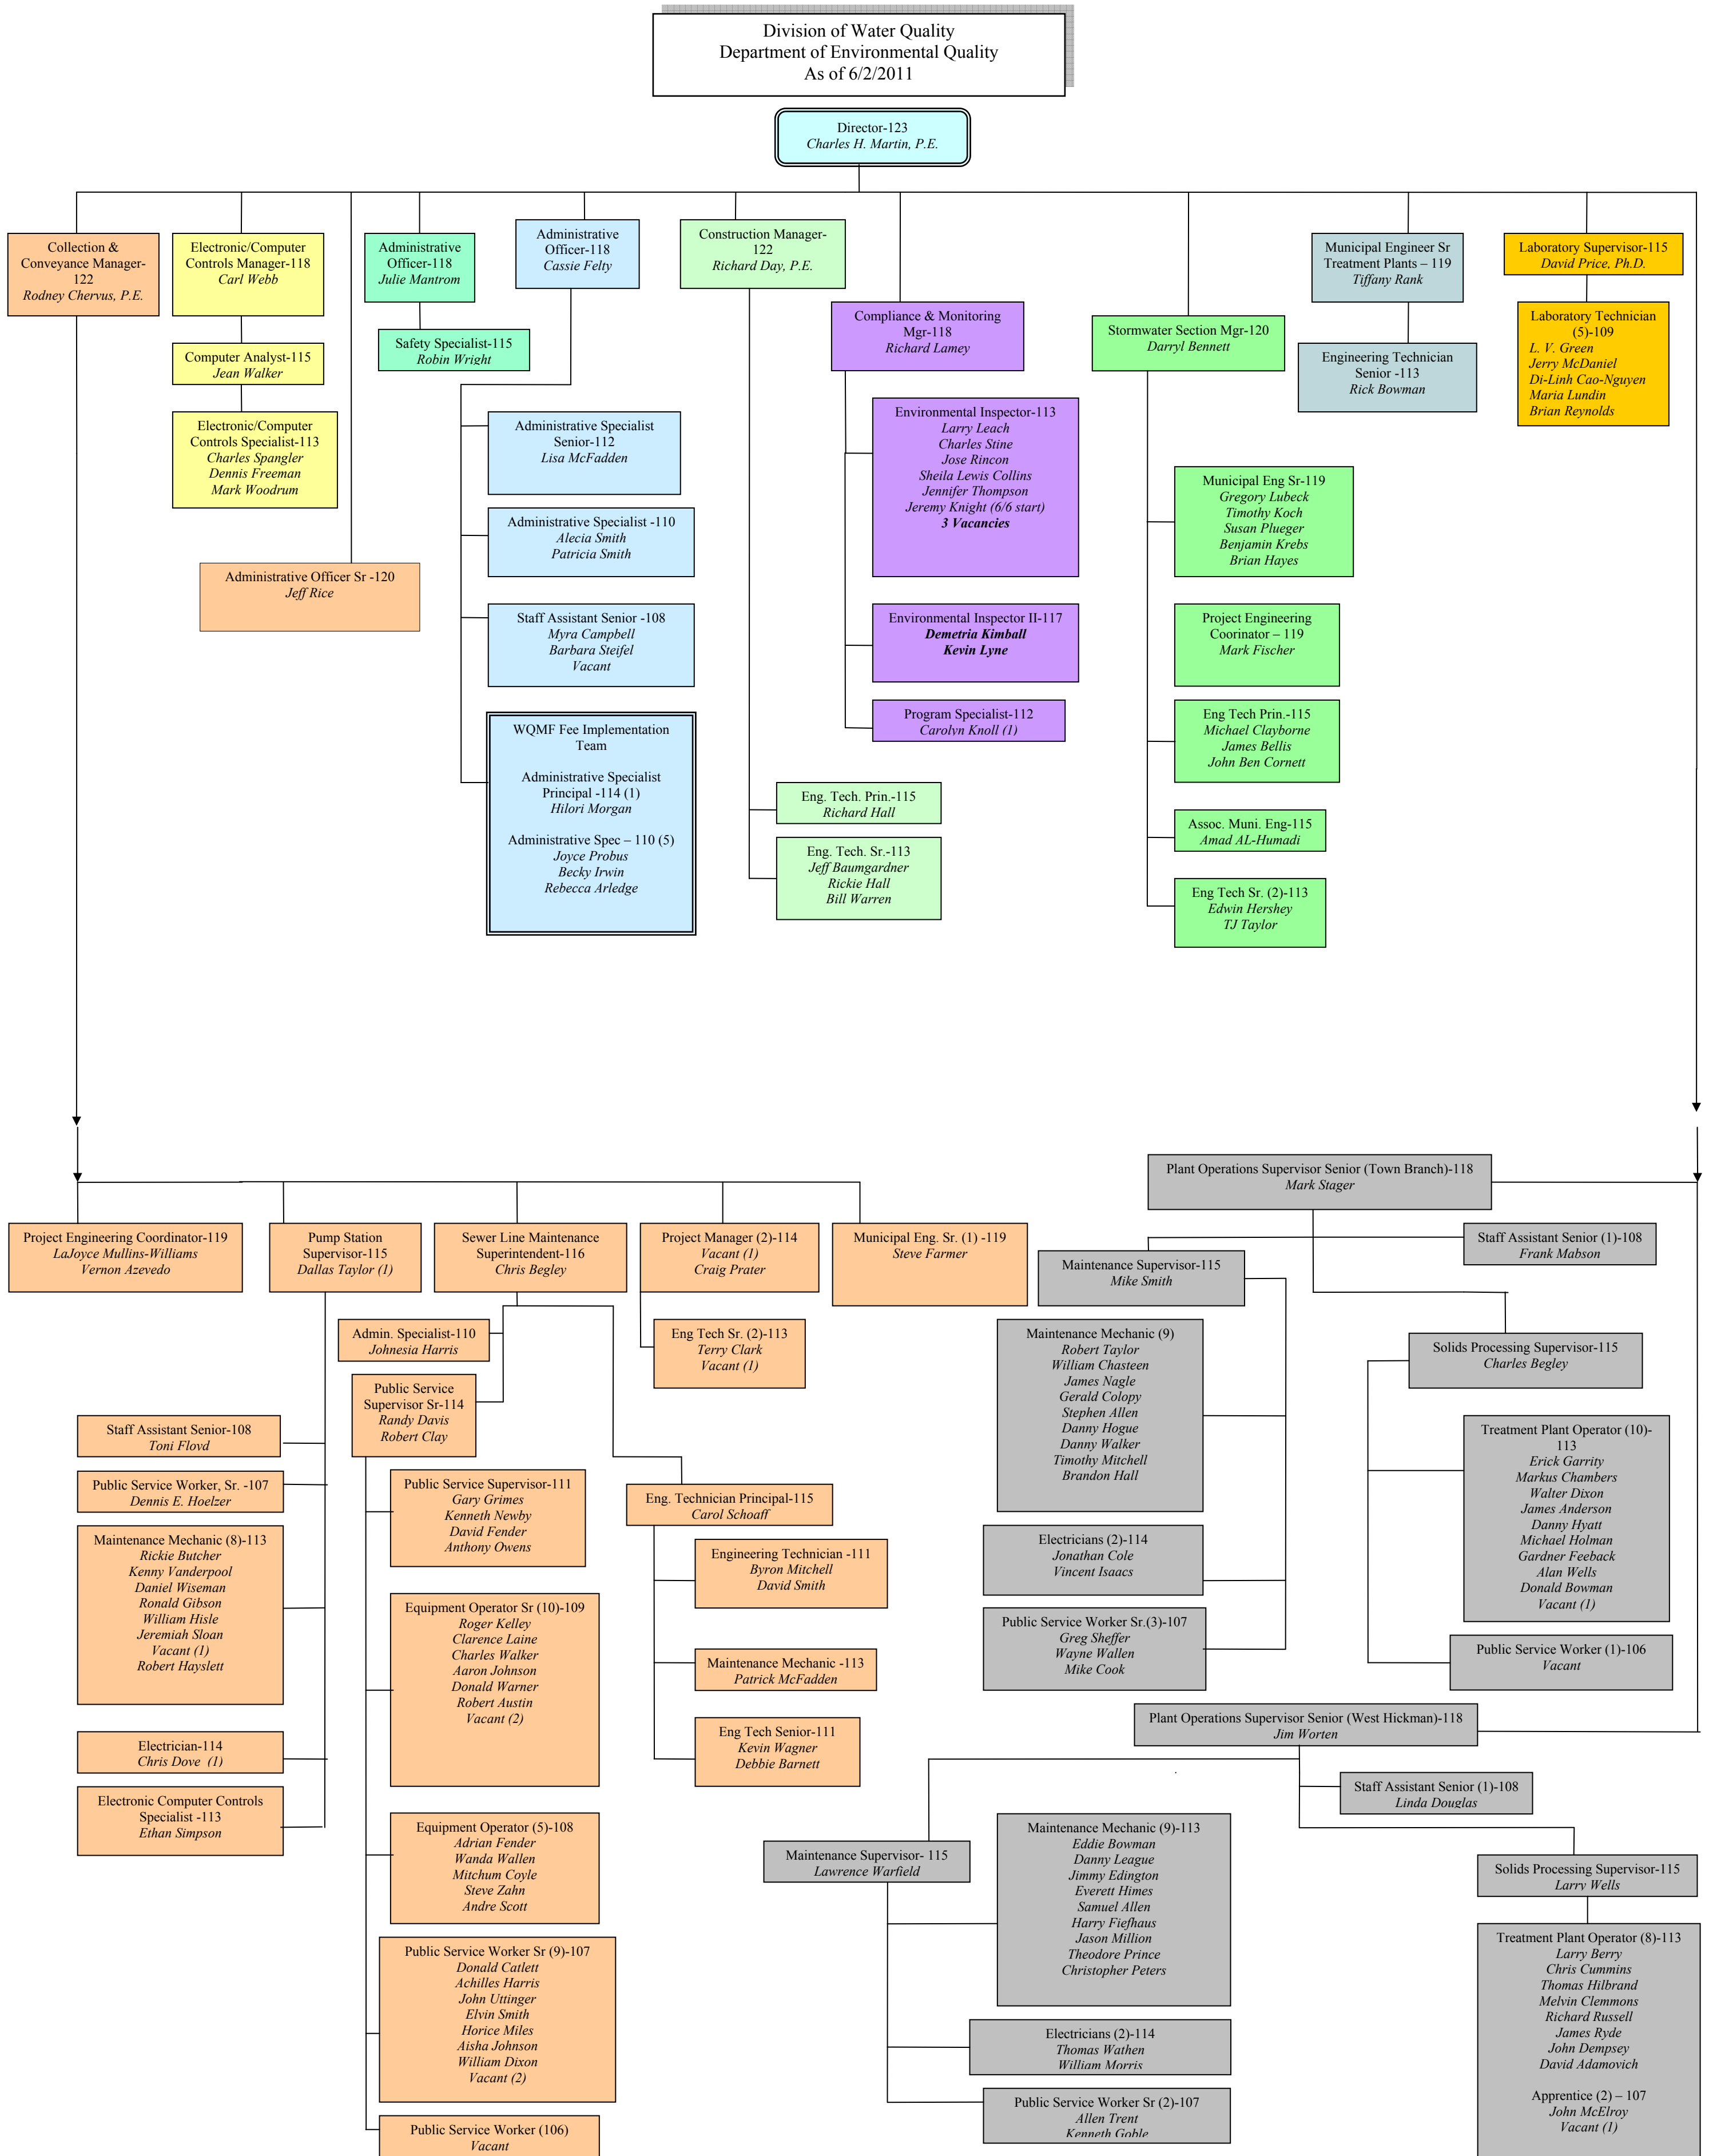 Division of Water Quality
Department of Environmental Quality
As of 6/2/2011
Director-123
Charles H. Martin, P.E.
Collection &
Conveyance Manager-
122
Rodney Chervus, P.E.
Electronic/Computer
Controls Manager-118
Carl Webb
Administrative
Officer-118
Julie Mantrom
Administrative
Officer-118
Cassie Felty
Construction Manager-
122
Richard Day, P.E.
Municipal Engineer Sr
Treatment Plants – 119
Tiffany Rank
Laboratory Supervisor-115
David Price, Ph.D.
Compliance & Monitoring
Mgr-118
Richard Lamey
Stormwater Section Mgr-120
Darryl Bennett
Laboratory Technician
(5)-109
L. V. Green
Jerry McDaniel
Di-Linh Cao-Nguyen
Maria Lundin
Brian Reynolds
Safety Specialist-115
Robin Wright
Computer Analyst-115
Jean Walker
Engineering Technician
Senior -113
Rick Bowman
Electronic/Computer
Controls Specialist-113
Charles Spangler
Dennis Freeman
Mark Woodrum
Administrative Specialist
Senior-112
Lisa McFadden
Environmental Inspector-113
Larry Leach
Charles Stine
Jose Rincon
Sheila Lewis Collins
Jennifer Thompson
Jeremy Knight (6/6 start)
3 Vacancies
Municipal Eng Sr-119
Gregory Lubeck
Timothy Koch
Susan Plueger
Benjamin Krebs
Brian Hayes
Administrative Specialist -110
Alecia Smith
Patricia Smith
Administrative Officer Sr -120
Jeff Rice
Staff Assistant Senior -108
Myra Campbell
Barbara Steifel
Vacant
Environmental Inspector II-117
Demetria Kimball
Kevin Lyne
Project Engineering
Coorinator – 119
Mark Fischer
Program Specialist-112
Carolyn Knoll (1)
Eng Tech Prin.-115
Michael Clayborne
James Bellis
John Ben Cornett
WQMF Fee Implementation
Team
Administrative Specialist
Principal -114 (1)
Hilori Morgan
Administrative Spec – 110 (5)
Joyce Probus
Becky Irwin
Rebecca Arledge
Eng. Tech. Prin.-115
Richard Hall
Eng. Tech. Sr.-113
Jeff Baumgardner
Rickie Hall
Bill Warren
Assoc. Muni. Eng-115
Amad AL-Humadi
Eng Tech Sr. (2)-113
Edwin Hershey
TJ Taylor
Plant Operations Supervisor Senior (Town Branch)-118
Mark Stager
Project Engineering Coordinator-119
LaJoyce Mullins-Williams
Vernon Azevedo
Pump Station
Supervisor-115
Dallas Taylor (1)
Sewer Line Maintenance
Superintendent-116
Chris Begley
Project Manager (2)-114
Vacant (1)
Craig Prater
Municipal Eng. Sr. (1) -119
Steve Farmer
Staff Assistant Senior (1)-108
Frank Mabson
Maintenance Supervisor-115
Mike Smith
Admin. Specialist-110
Johnesia Harris
Eng Tech Sr. (2)-113
Terry Clark
Vacant (1)
Maintenance Mechanic (9)
Robert Taylor
William Chasteen
James Nagle
Gerald Colopy
Stephen Allen
Danny Hogue
Danny Walker
Timothy Mitchell
Brandon Hall
Solids Processing Supervisor-115
Charles Begley
Public Service
Supervisor Sr-114
Randy Davis
Robert Clay
Staff Assistant Senior-108
Toni Floyd
Treatment Plant Operator (10)-
113
Erick Garrity
Markus Chambers
Walter Dixon
James Anderson
Danny Hyatt
Michael Holman
Gardner Feeback
Alan Wells
Donald Bowman
Vacant (1)
Public Service Worker, Sr. -107
Dennis E. Hoelzer
Public Service Supervisor-111
Gary Grimes
Kenneth Newby
David Fender
Anthony Owens
Eng. Technician Principal-115
Carol Schoaff
Maintenance Mechanic (8)-113
Rickie Butcher
Kenny Vanderpool
Daniel Wiseman
Ronald Gibson
William Hisle
Jeremiah Sloan
Vacant (1)
Robert Hayslett
Engineering Technician -111
Byron Mitchell
David Smith
Electricians (2)-114
Jonathan Cole
Vincent Isaacs
Equipment Operator Sr (10)-109
Roger Kelley
Clarence Laine
Charles Walker
Aaron Johnson
Donald Warner
Robert Austin
Vacant (2)
Public Service Worker Sr.(3)-107
Greg Sheffer
Wayne Wallen
Mike Cook
Public Service Worker (1)-106
Vacant
Maintenance Mechanic -113
Patrick McFadden
Plant Operations Supervisor Senior (West Hickman)-118
Jim Worten
Eng Tech Senior-111
Kevin Wagner
Debbie Barnett
Electrician-114
Chris Dove (1)
Staff Assistant Senior (1)-108
Linda Douglas
Electronic Computer Controls
Specialist -113
Ethan Simpson
Equipment Operator (5)-108
Adrian Fender
Wanda Wallen
Mitchum Coyle
Steve Zahn
Andre Scott
Maintenance Supervisor- 115
Lawrence Warfield
Maintenance Mechanic (9)-113
Eddie Bowman
Danny League
Jimmy Edington
Everett Himes
Samuel Allen
Harry Fiefhaus
Jason Million
Theodore Prince
Christopher Peters
Solids Processing Supervisor-115
Larry Wells
Treatment Plant Operator (8)-113
Larry Berry
Chris Cummins
Thomas Hilbrand
Melvin Clemmons
Richard Russell
James Ryde
John Dempsey
David Adamovich
Apprentice (2) – 107
John McElroy
Vacant (1)
Public Service Worker Sr (9)-107
Donald Catlett
Achilles Harris
John Uttinger
Elvin Smith
Horice Miles
Aisha Johnson
William Dixon
Vacant (2)
Electricians (2)-114
Thomas Wathen
William Morris
Public Service Worker Sr (2)-107
Allen Trent
Kenneth Goble
Public Service Worker (106)
Vacant